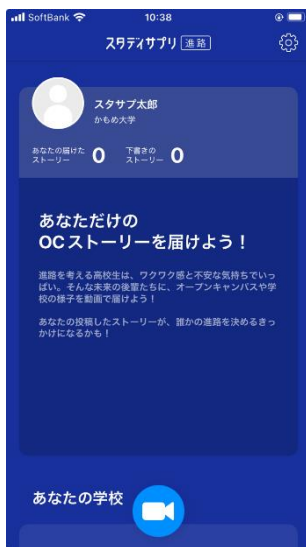 SoftBank 10:38
スタディサプリ 進路
スタサプ太郎
かもめ大学
あなたの届けた
ストーリー 0
下書きの
ストーリー 0
あなただけの
OCストーリーを届けよう！
進路を考える高校生は、ワクワク感と不安な気持ちでいっ
ぱい。そんな未来の後輩たちに、オープンキャンパスや学
校の様子を動画で届けよう！
あなたの投稿したストーリーが、誰かの進路を決めるきっ
かけになるかも！
あなたの学校